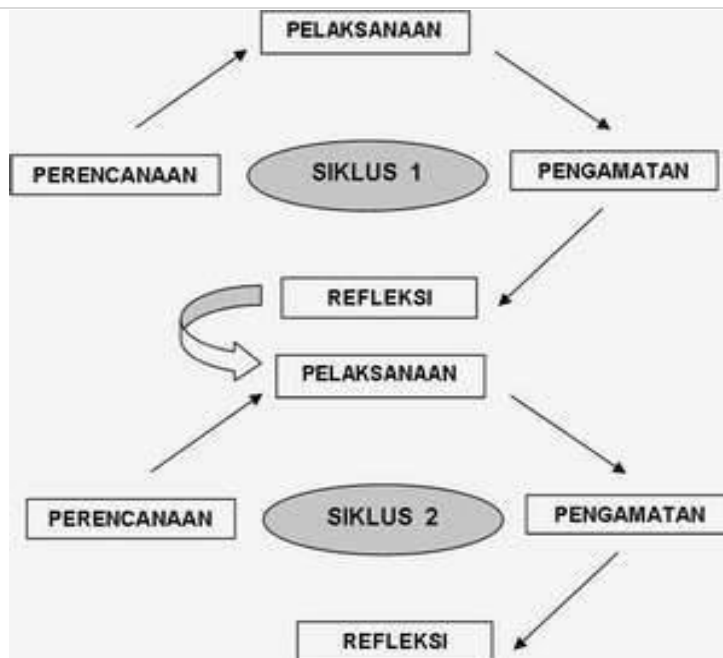 PELAKSANAAN
PERENCANAAN
SIKLUS 1
PENGAMATAN
REFLEKSI
PELAKSANAAN
PERENCANAAN
SIKLUS 2
PENGAMATAN
REFLEKSI